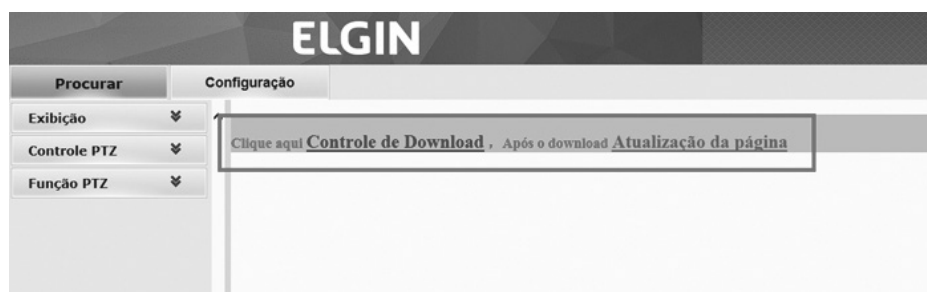 ELGIN
Procurar Configuração
Exibição
Controle PTZ
Função PTZ
Clique aqui Controle de Download , Após o download Atualização da página